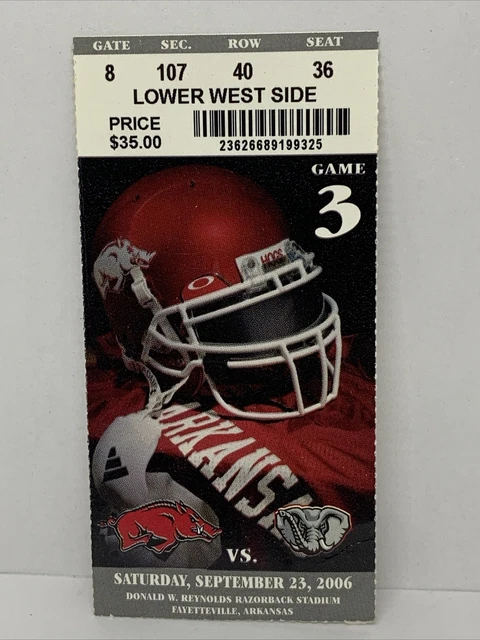 GATE SEC. ROW SEAT
8 107 40 36
LOWER WEST SIDE
PRICE
$35.00
23626689199325
GAME
3
HOGS
ARKANSAS
VS.
SATURDAY, SEPTEMBER 23, 2006
DONALD W. REYNOLDS RAZORBACK STADIUM
FAYETTEVILLE, ARKANSAS